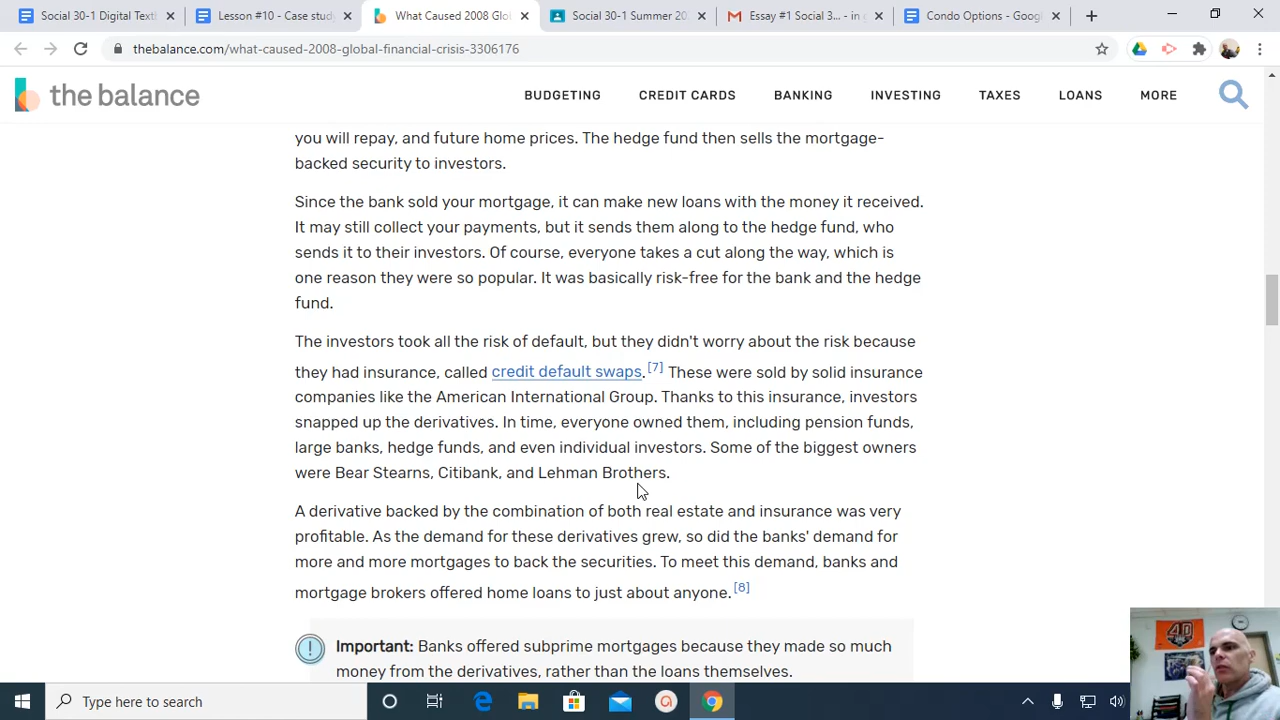 Social 30-1 Digital Textb
Lesson #10 - Case stud
What Caused 2008 Glob
Social 30-1 Summer 20
Essay #1 Social 3... - in
Condo Options - Googl
thebalance.com/what-caused-2008-global-financial-crisis-3306176
the balance
BUDGETING CREDIT CARDS BANKING INVESTING TAXES LOANS MORE
you will repay, and future home prices. The hedge fund then sells the mortgage-
backed security to investors.
Since the bank sold your mortgage, it can make new loans with the money it received.
It may still collect your payments, but it sends them along to the hedge fund, who
sends it to their investors. Of course, everyone takes a cut along the way, which is
one reason they were so popular. It was basically risk-free for the bank and the hedge
fund.
The investors took all the risk of default, but they didn't worry about the risk because
they had insurance, called credit default swaps.[7] These were sold by solid insurance
companies like the American International Group. Thanks to this insurance, investors
snapped up the derivatives. In time, everyone owned them, including pension funds,
large banks, hedge funds, and even individual investors. Some of the biggest owners
were Bear Stearns, Citibank, and Lehman Brothers.
A derivative backed by the combination of both real estate and insurance was very
profitable. As the demand for these derivatives grew, so did the banks' demand for
more and more mortgages to back the securities. To meet this demand, banks and
mortgage brokers offered home loans to just about anyone.[8]
Important: Banks offered subprime mortgages because they made so much
money from the derivatives, rather than the loans themselves.
Type here to search